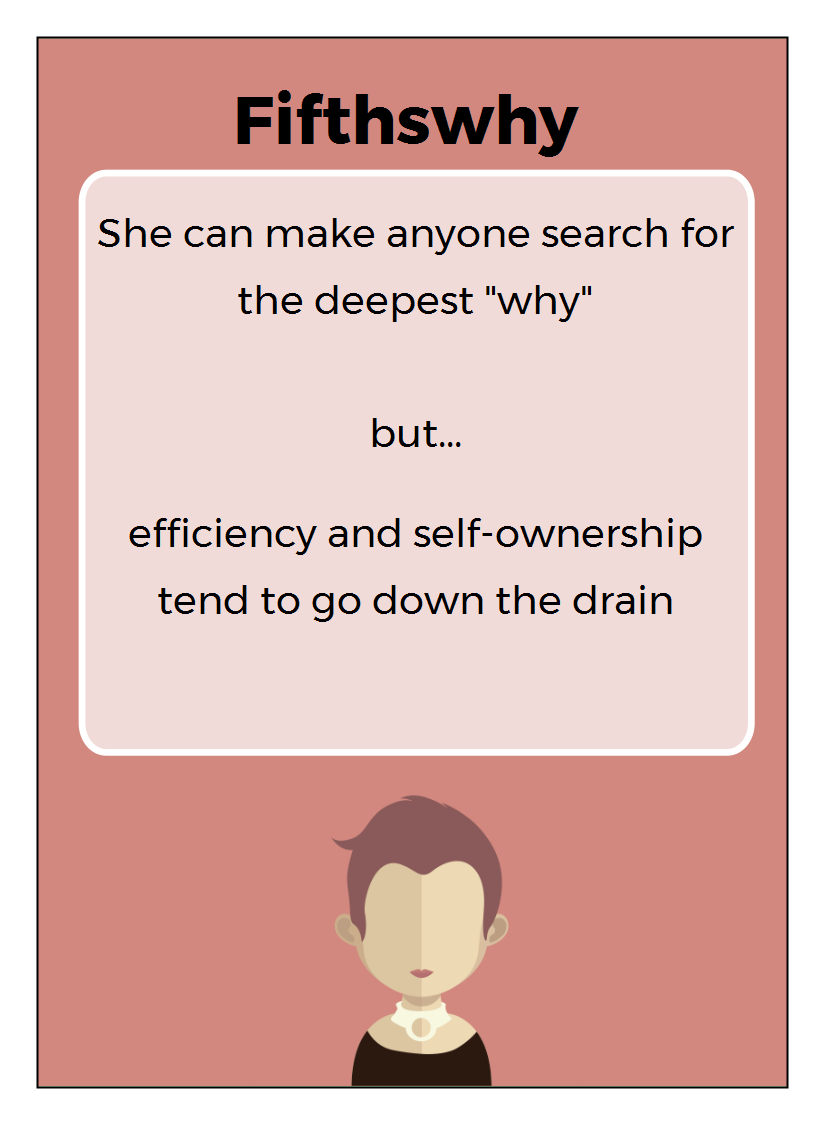 Fifthswhy
She can make anyone search for
the deepest "why"
but...
efficiency and self-ownership
tend to go down the drain